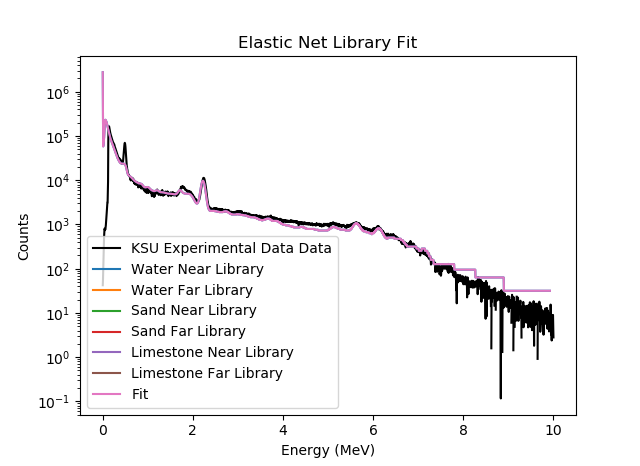 Elastic Net Library Fit
Counts
10^6
10^5
10^4
10^3
10^2
10^1
10^0
10^-1
KSU Experimental Data Data
Water Near Library
Water Far Library
Sand Near Library
Sand Far Library
Limestone Near Library
Limestone Far Library
Fit
0 2 4 6 8 10
Energy (MeV)